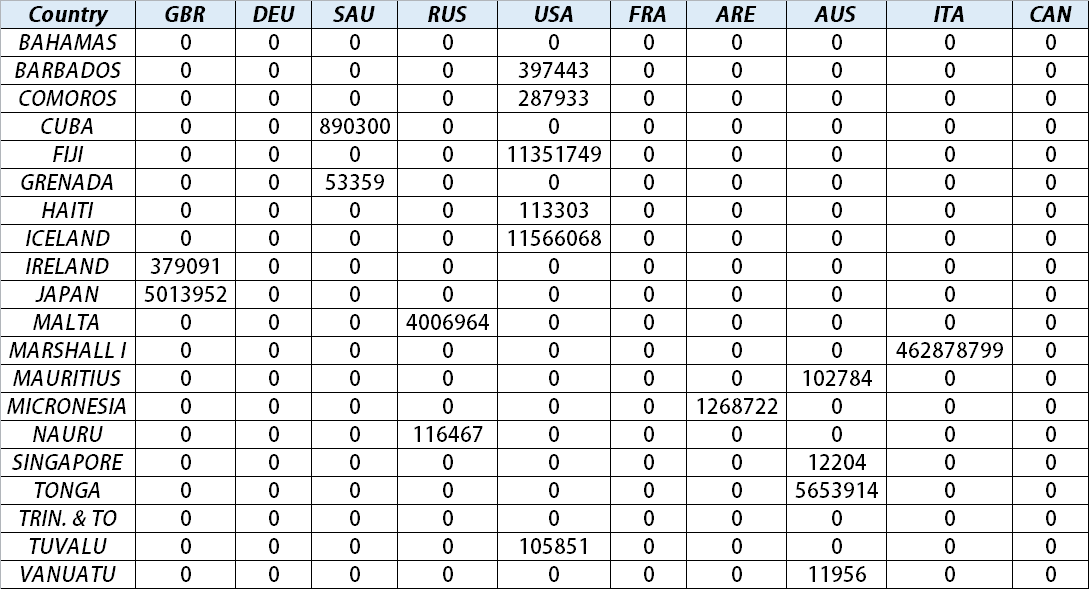 Country GBR DEU SAU RUS USA FRA ARE AUS ITA CAN
BAHAMAS 0 0 0 0 0 0 0 0 0 0
BARBADOS 0 0 0 0 397443 0 0 0 0 0
COMOROS 0 0 0 0 287933 0 0 0 0 0
CUBA 0 0 890300 0 0 0 0 0 0 0
FIJI 0 0 0 0 11351749 0 0 0 0 0
GRENADA 0 0 53359 0 0 0 0 0 0 0
HAITI 0 0 0 0 113303 0 0 0 0 0
ICELAND 0 0 0 0 11566068 0 0 0 0 0
IRELAND 379091 0 0 0 0 0 0 0 0 0
JAPAN 5013952 0 0 0 0 0 0 0 0 0
MALTA 0 0 0 4006964 0 0 0 0 0 0
MARSHALL I 0 0 0 0 0 0 0 0 462878799 0
MAURITIUS 0 0 0 0 0 0 0 102784 0 0
MICRONESIA 0 0 0 0 0 0 1268722 0 0 0
NAURU 0 0 0 116467 0 0 0 0 0 0
SINGAPORE 0 0 0 0 0 0 0 12204 0 0
TONGA 0 0 0 0 0 0 0 5653914 0 0
TRIN. & TO 0 0 0 0 0 0 0 0 0 0
TUVALU 0 0 0 0 105851 0 0 0 0 0
VANUATU 0 0 0 0 0 0 0 11956 0 0